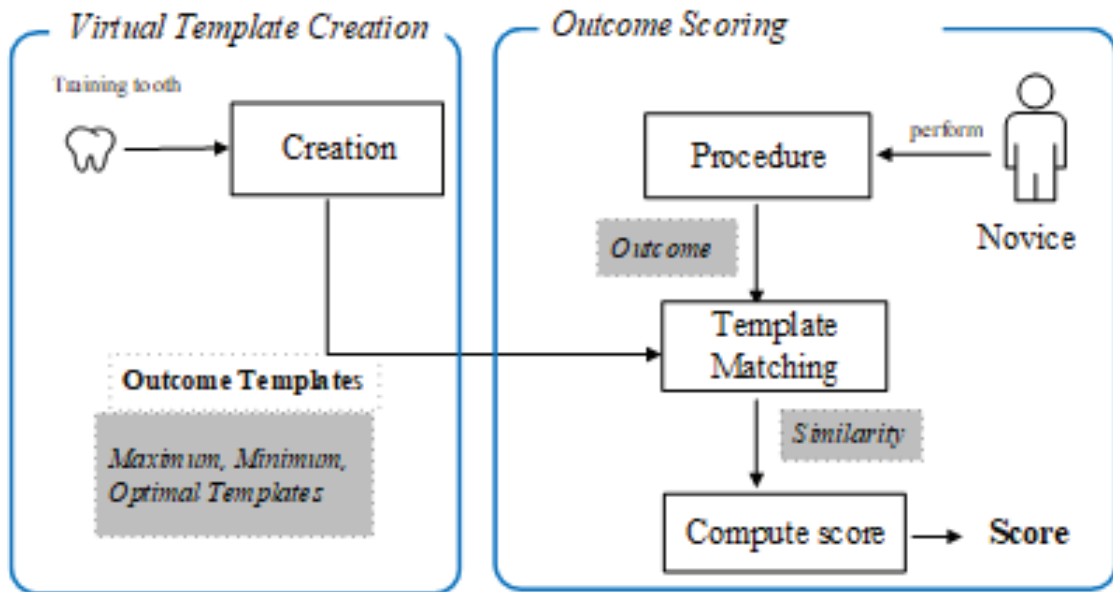 Virtual Template Creation
Training tooth
Creation
Outcome Templates
Maximum, Minimum,
Optimal Templates
Outcome Scoring
Procedure
perform
Novice
Outcome
Template
Matching
Similarity
Compute score
Score